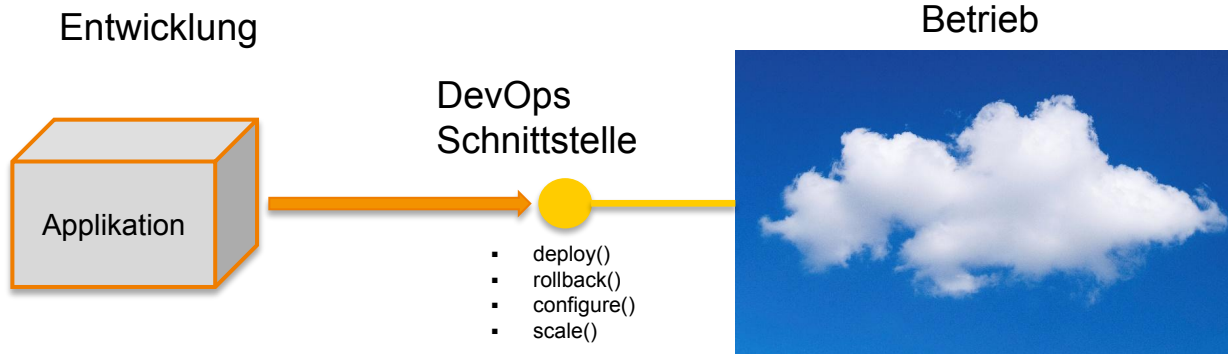 Entwicklung
Betrieb
DevOps
Schnittstelle
Applikation
▪ deploy()
▪ rollback()
▪ configure()
▪ scale()